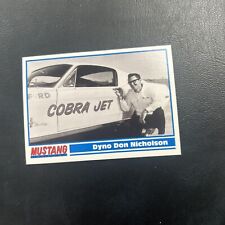 FORD
COBRA JET
MUSTANG
Dyno Don Nicholson